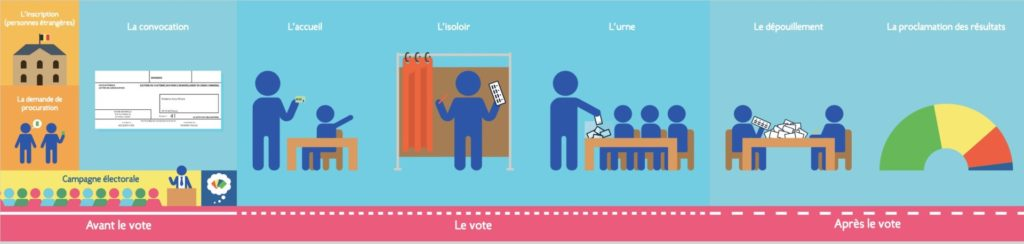 L'inscription
(personnes étrangères)
La convocation
L'accueil
L'isoloir
L'urne
Le dépouillement
La proclamation des résultats
La demande de
procuration
Campagne électorale
Avant le vote
Le vote
Après le vote